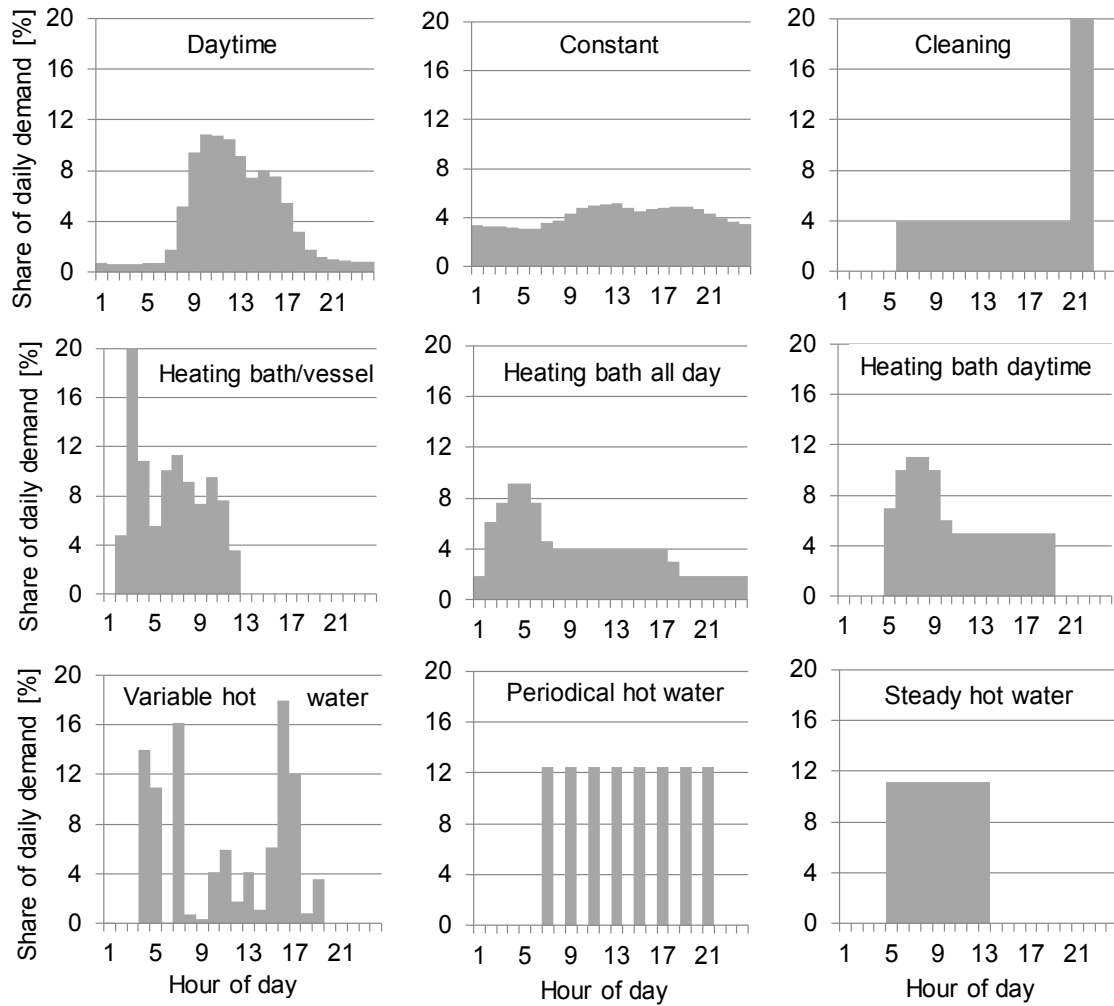 Share of daily demand [%]
Daytime
20
16
12
8
4
0
1 5 9 13 17 21
Constant
20
16
12
8
4
0
1 5 9 13 17 21
Cleaning
20
16
12
8
4
0
1 5 9 13 17 21
Share of daily demand [%]
Heating bath/vessel
20
16
12
8
4
0
1 5 9 13 17 21
Heating bath all day
20
16
12
8
4
0
1 5 9 13 17 21
Heating bath daytime
20
16
12
8
4
0
1 5 9 13 17 21
Share of daily demand [%]
Variable hot water
20
16
12
8
4
0
1 5 9 13 17 21
Hour of day
Periodical hot water
20
16
12
8
4
0
1 5 9 13 17 21
Hour of day
Steady hot water
20
16
12
8
4
0
1 5 9 13 17 21
Hour of day